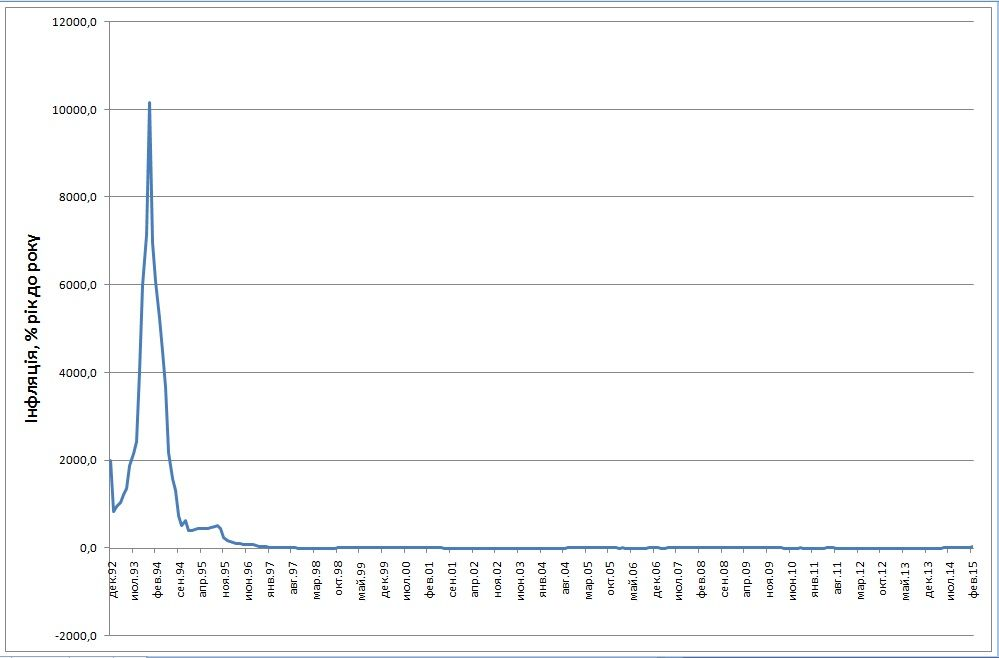 12000,0
10000,0
8000,0
6000,0
4000,0
2000,0
0,0
-2000,0
Інфляція, % рік до року
дек.92
июл.93
фев.94
сен.94
апр.95
ноя.95
июн.96
янв.97
авг.97
мар.98
окт.98
май.99
дек.99
июл.00
фев.01
сен.01
апр.02
ноя.02
июн.03
янв.04
авг.04
мар.05
окт.05
май.06
дек.06
июл.07
фев.08
сен.08
апр.09
ноя.09
июн.10
янв.11
авг.11
мар.12
окт.12
май.13
дек.13
июл.14
фев.15